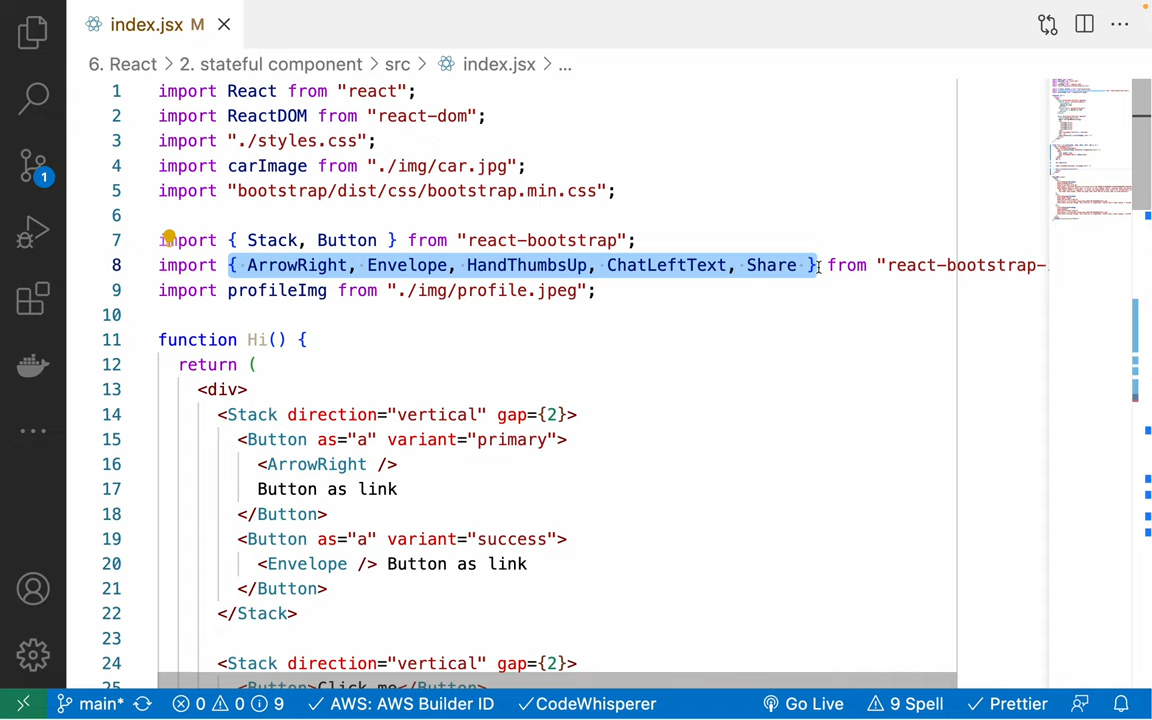 index.jsx M
6. React > 2. stateful component > src > index.jsx > ...
1 import React from "react";
2 import ReactDOM from "react-dom";
3 import "./styles.css";
4 import carImage from "./img/car.jpg";
5 import "bootstrap/dist/css/bootstrap.min.css";
6
7 import { Stack, Button } from "react-bootstrap";
8 import { ArrowRight, Envelope, HandThumbsUp, ChatLeftText, Share } from "react-bootstrap-
9 import profileImg from "./img/profile.jpeg";
10
11 function Hi() {
12 return (
13 <div>
14 <Stack direction="vertical" gap={2}>
15 <Button as="a" variant="primary">
16 <ArrowRight />
17 Button as link
18 </Button>
19 <Button as="a" variant="success">
20 <Envelope /> Button as link
21 </Button>
22 </Stack>
23
24 <Stack direction="vertical" gap={2}>
25 <Button>Click me</Button>
1
main* 0 0 9 AWS: AWS Builder ID CodeWhisperer Go Live 9 Spell Prettier